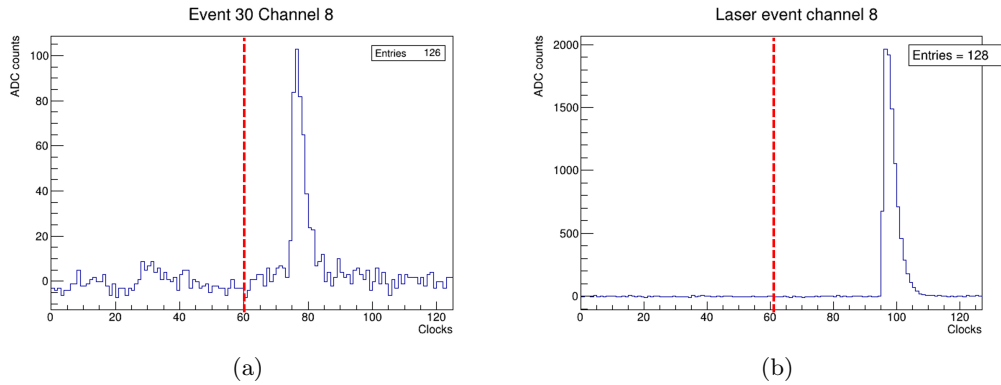 Event 30 Channel 8
ADC counts
Entries 126
100
80
60
40
20
0
0 20 40 60 80 100 120
Clocks
(a)
Laser event channel 8
ADC counts
Entries = 128
2000
1500
1000
500
0
0 20 40 60 80 100 120
Clocks
(b)